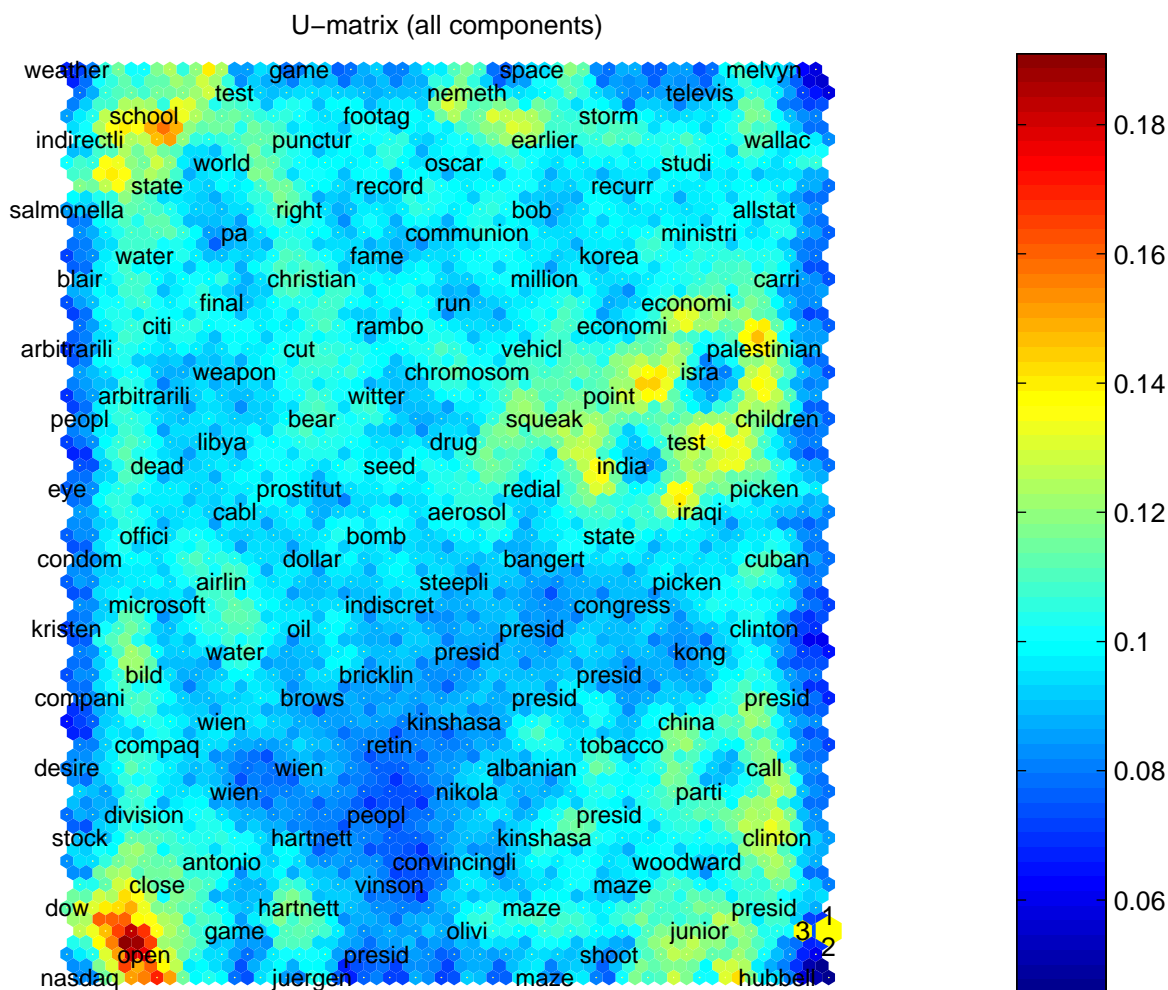 U−matrix (all components)
weather game space melvyn
test nemeth televis
school footag storm
indirectli punctur earlier wallac
world oscar studi
state record recurr
salmonella right bob allstat
pa communion ministri
water fame korea
blair christian million carri
final run economi
citi rambo economi
arbitrarili cut vehicl palestinian
weapon chromosom isra
arbitrarili witter point
peopl bear squeak children
libya drug test
dead seed india
eye prostitut redial picken
cabl aerosol iraqi
offici bomb state
condom dollar bangert cuban
airlin steepli picken
microsoft indiscret congress
kristen oil presid clinton
water presid kong
bild bricklin presid
compani brows presid presid
wien kinshasa china
compaq retin tobacco
desire wien albanian call
wien nikola parti
division peopl presid
stock hartnett kinshasa clinton
antonio convincingli woodward
close vinson maze
dow hartnett maze presid
1
game olivi junior 3
2
open presid shoot
nasdaq juergen maze hubbell
0.18
0.16
0.14
0.12
0.1
0.08
0.06